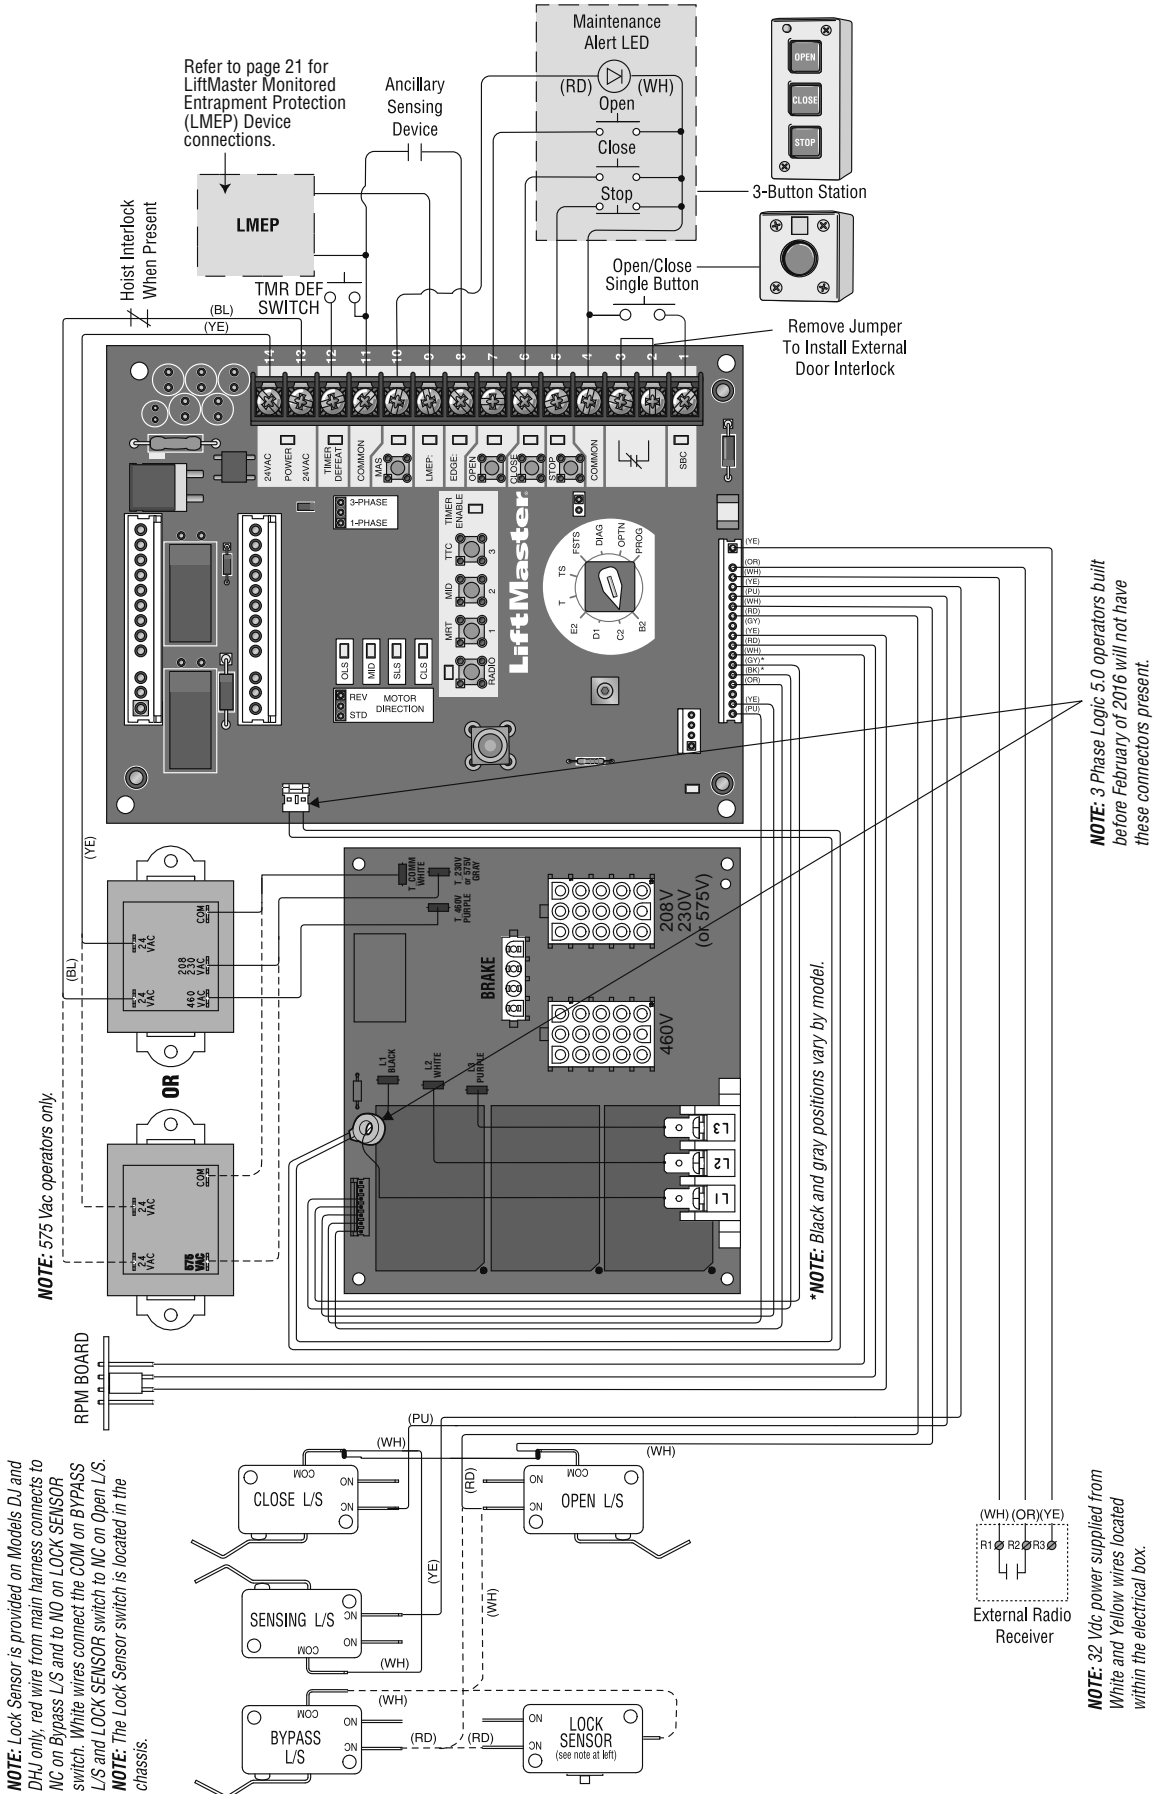 Maintenance
Alert LED
(RD)
(WH)
Open
Close
Stop
OPEN
CLOSE
STOP
3-Button Station
Open/Close
Single Button
Remove Jumper
To Install External
Door Interlock
Refer to page 21 for
LiftMaster Monitored
Entrapment Protection
(LMEP) Device
connections.
Ancillary
Sensing
Device
LMEP
TMR DEF
SWITCH
Hoist Interlock
When Present
(BL)
(YE)
14
13
12
11
10
9
8
7
6
5
4
3
2
1
24VAC
POWER
24VAC
TIMER
DEFEAT
COMMON
MAS
LMEP:
EDGE:
OPEN
CLOSE
STOP
COMMON
SBC
3-PHASE
1-PHASE
TIMER
ENABLE
TTC
3
MID
2
MRT
1
RADIO
LiftMaster
OLS
MID
SLS
CLS
REV
STD
MOTOR
DIRECTION
E2
T
TS
FSTS
DIAG
OPTN
PROG
B2
C2
D1
(YE)
(OR)
(WH)
(YE)
(PU)
(WH)
(RD)
(GY)
(YE)
(RD)
(WH)
(GY)*
(BK)*
(OR)
(YE)
(PU)
NOTE: 3 Phase Logic 5.0 operators built
before February of 2016 will not have
these connectors present.
(YE)
(BL)
24
VAC
24
VAC
COM
208
230
VAC
460
VAC
OR
24
VAC
24
VAC
COM
575
VAC
NOTE: 575 Vac operators only.
T_COMM
WHITE
T_230V
or 575V
GRAY
T_460V
PURPLE
BRAKE
208V
230V
(or 575V)
460V
L1
BLACK
L2
WHITE
L3
PURPLE
L3
L2
L1
*NOTE: Black and gray positions vary by model.
RPM BOARD
(PU)
(WH)
(WH)
(RD)
(YE)
(WH)
(WH)
(WH)
(RD)
(RD)
COM
NO
NC
CLOSE L/S
COM
NO
NC
OPEN L/S
NC
NO
COM
SENSING L/S
COM
NO
NC
BYPASS
L/S
NO
NC
LOCK
SENSOR
(see note at left)
(WH)(OR)(YE)
R1
R2
R3
External Radio
Receiver
NOTE: 32 Vdc power supplied from
White and Yellow wires located
within the electrical box.
NOTE: Lock Sensor is provided on Models DJ and
DHJ only, red wire from main harness connects to
NC on Bypass L/S and to NO on LOCK SENSOR
switch. White wires connect the COM on BYPASS
L/S and LOCK SENSOR switch to NC on Open L/S.
NOTE: The Lock Sensor switch is located in the
chassis.